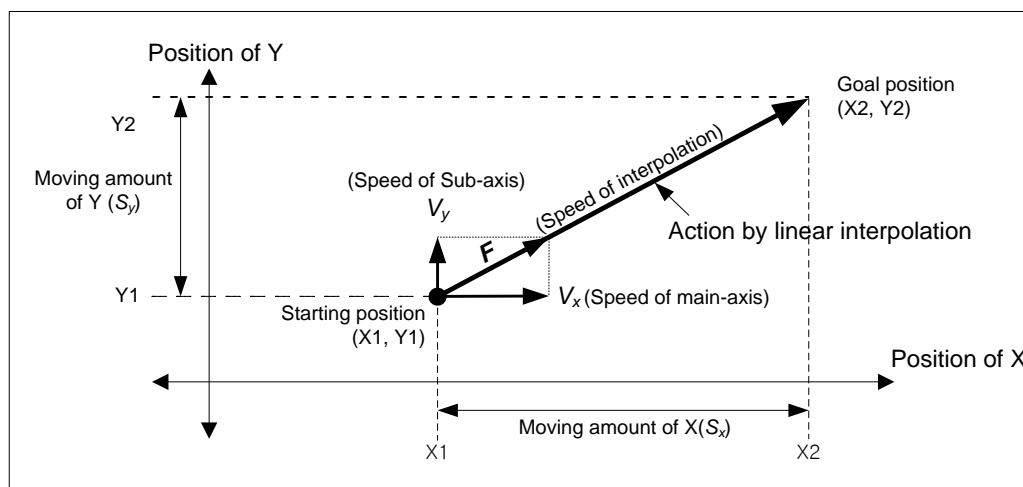 Position of Y
Goal position
(X2, Y2)
Y2
(Speed of interpolation)
Moving amount
of Y (Sy)
(Speed of Sub-axis)
Vy
Action by linear interpolation
F
Y1
Vx (Speed of main-axis)
Starting position
(X1, Y1)
Position of X
Moving amount of X(Sx)
X1
X2